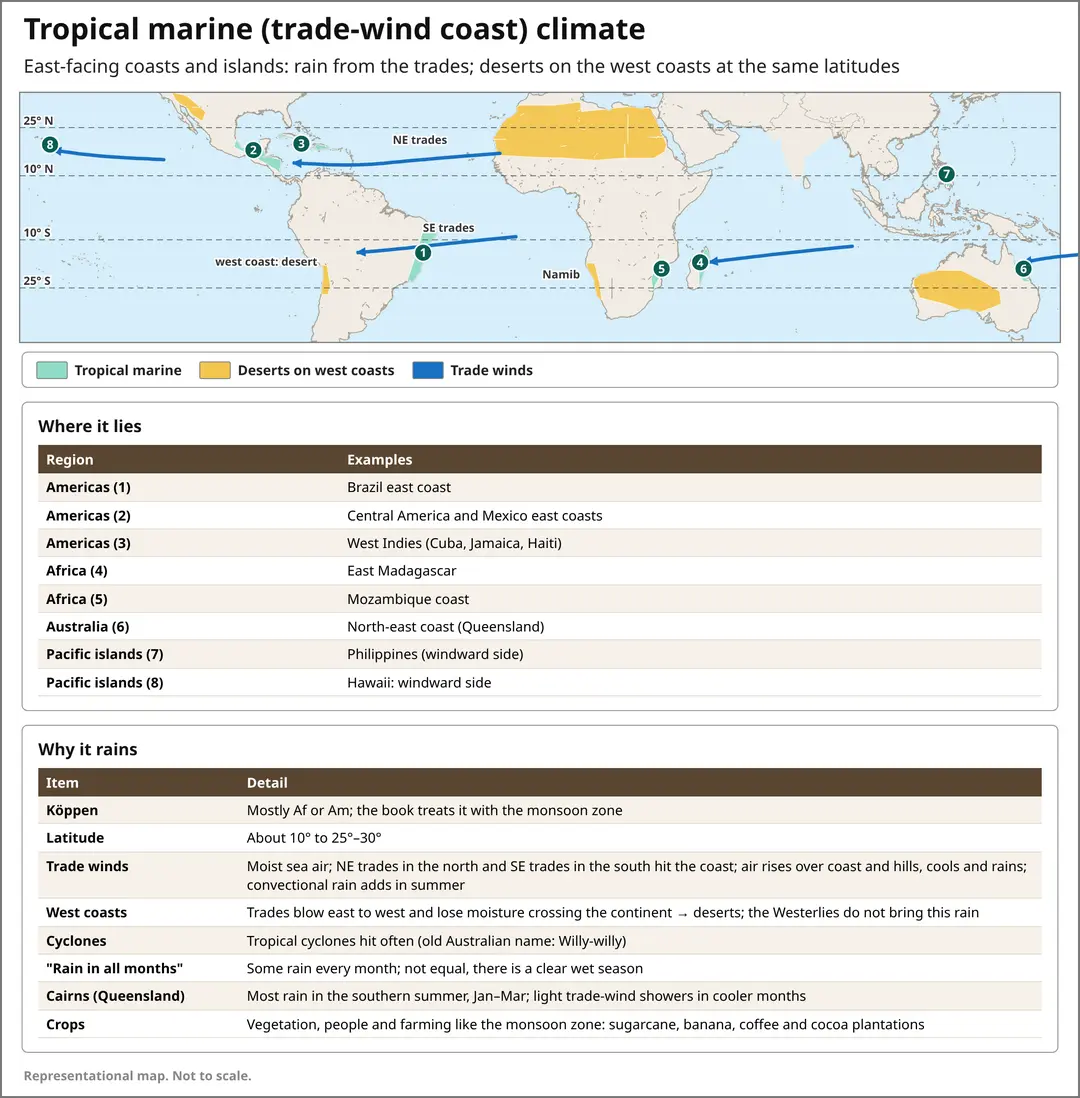 Tropical marine (trade-wind coast) climate
East-facing coasts and islands: rain from the trades; deserts on the west coasts at the same latitudes
25° N
8
2
3
NE trades
10° N
7
10° S
SE trades
1
west coast: desert
Namib
5
4
6
25° S
Tropical marine
Deserts on west coasts
Trade winds
Where it lies
Region Examples
Americas (1) Brazil east coast
Americas (2) Central America and Mexico east coasts
Americas (3) West Indies (Cuba, Jamaica, Haiti)
Africa (4) East Madagascar
Africa (5) Mozambique coast
Australia (6) North-east coast (Queensland)
Pacific islands (7) Philippines (windward side)
Pacific islands (8) Hawaii: windward side
Why it rains
Item Detail
Köppen Mostly Af or Am; the book treats it with the monsoon zone
Latitude About 10° to 25°–30°
Trade winds Moist sea air; NE trades in the north and SE trades in the south hit the coast; air rises over coast and hills, cools and rains;
convectional rain adds in summer
West coasts Trades blow east to west and lose moisture crossing the continent → deserts; the Westerlies do not bring this rain
Cyclones Tropical cyclones hit often (old Australian name: Willy-willy)
"Rain in all months" Some rain every month; not equal, there is a clear wet season
Cairns (Queensland) Most rain in the southern summer, Jan–Mar; light trade-wind showers in cooler months
Crops Vegetation, people and farming like the monsoon zone: sugarcane, banana, coffee and cocoa plantations
Representational map. Not to scale.